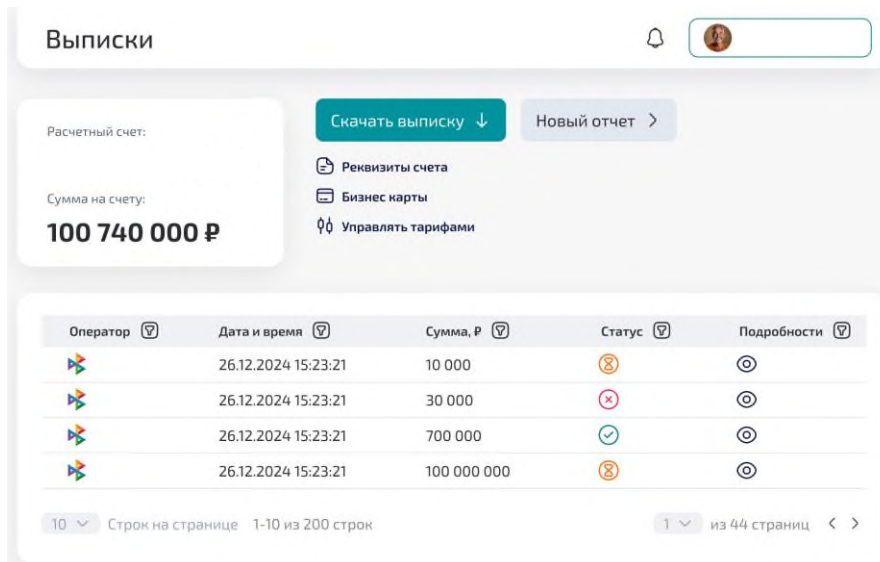 Выписки
Расчетный счет:
Сумма на счету:
100 740 000 ₽
Скачать выписку
Новый отчет
Реквизиты счета
Бизнес карты
Управлять тарифами
Оператор Дата и время Сумма, ₽ Статус Подробности
26.12.2024 15:23:21 10 000
26.12.2024 15:23:21 30 000
26.12.2024 15:23:21 700 000
26.12.2024 15:23:21 100 000 000
10 Строк на странице 1-10 из 200 строк 1 из 44 страниц